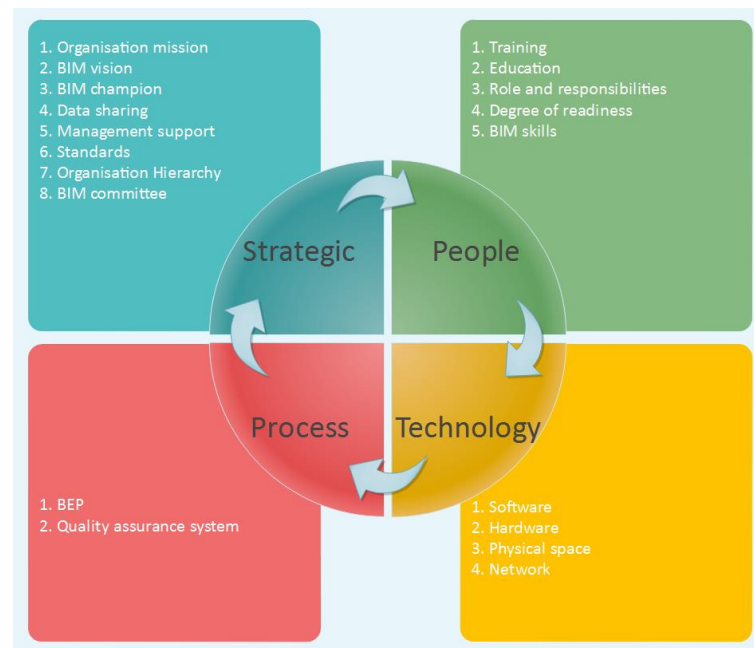 1. Organisation mission
2. BIM vision
3. BIM champion
4. Data sharing
5. Management support
6. Standards
7. Organisation Hierarchy
8. BIM committee
1. Training
2. Education
3. Role and responsibilities
4. Degree of readiness
5. BIM skills
Strategic
People
Process
Technology
1. BEP
2. Quality assurance system
1. Software
2. Hardware
3. Physical space
4. Network